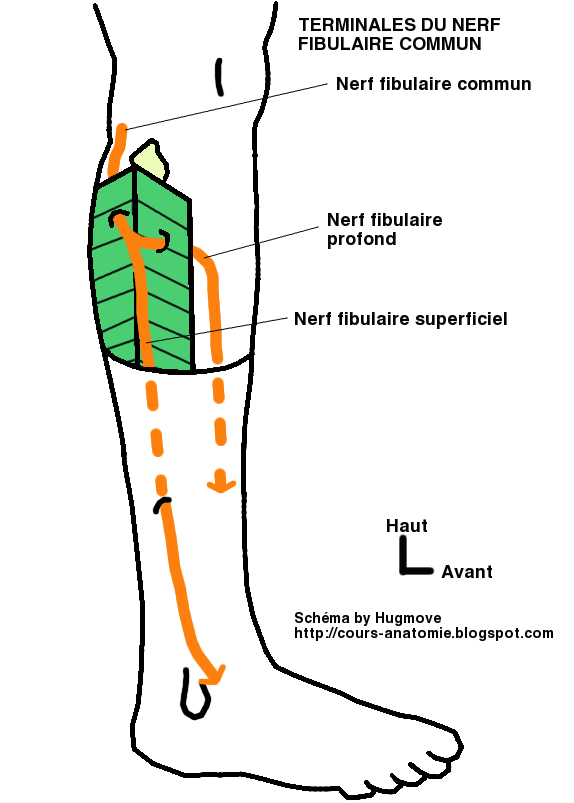 TERMINALES DU NERF
FIBULAIRE COMMUN
Nerf fibulaire commun
Nerf fibulaire
profond
Nerf fibulaire superficiel
Haut
Avant
Schéma by Hugmove
http://cours-anatomie.blogspot.com